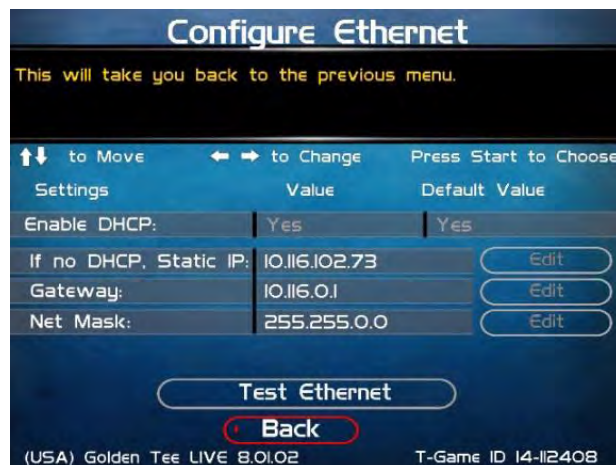 Configure Ethernet
This will take you back to the previous menu.
to Move to Change Press Start to Choose
Settings Value Default Value
Enable DHCP: Yes Yes
If no DHCP, Static IP: 10.116.102.73 Edit
Gateway: 10.116.0.1 Edit
Net Mask: 255.255.0.0 Edit
Test Ethernet
Back
(USA) Golden Tee LIVE 8.01.02 T-Game ID 14-112408